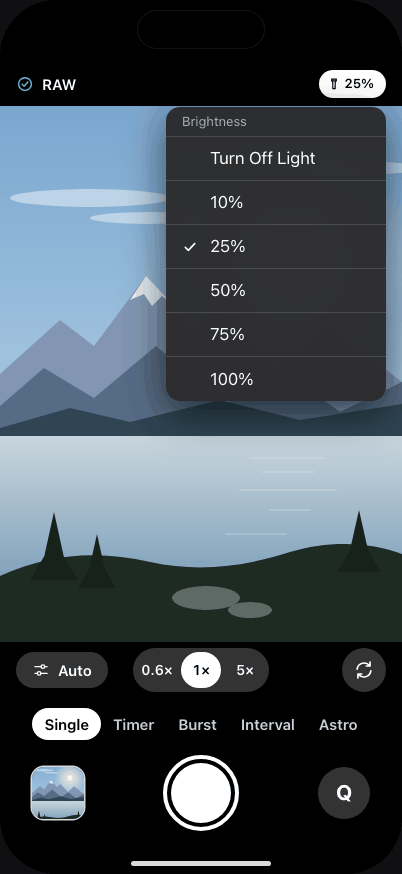 RAW
25%
Brightness
Turn Off Light
10%
25%
50%
75%
100%
Auto
0.6×
1×
5×
Single
Timer
Burst
Interval
Astro
Q